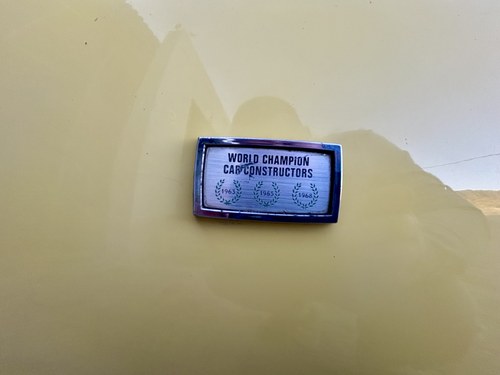 WORLD CHAMPION
CAR CONSTRUCTORS
1963 1965 1968